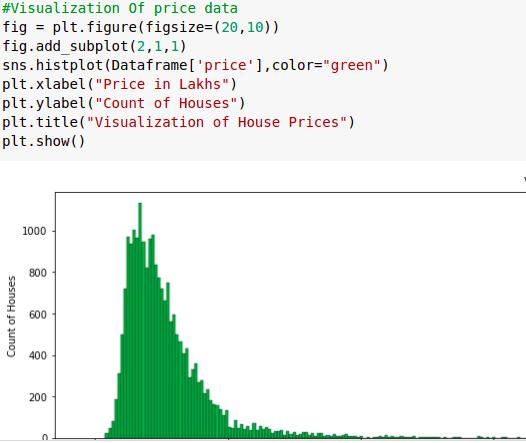 #Visualization Of price data
fig = plt.figure(figsize=(20,10))
fig.add_subplot(2,1,1)
sns.histplot(Dataframe['price'],color="green")
plt.xlabel("Price in Lakhs")
plt.ylabel("Count of Houses")
plt.title("Visualization of House Prices")
plt.show()
1000
800
600
400
200
0
Count of Houses